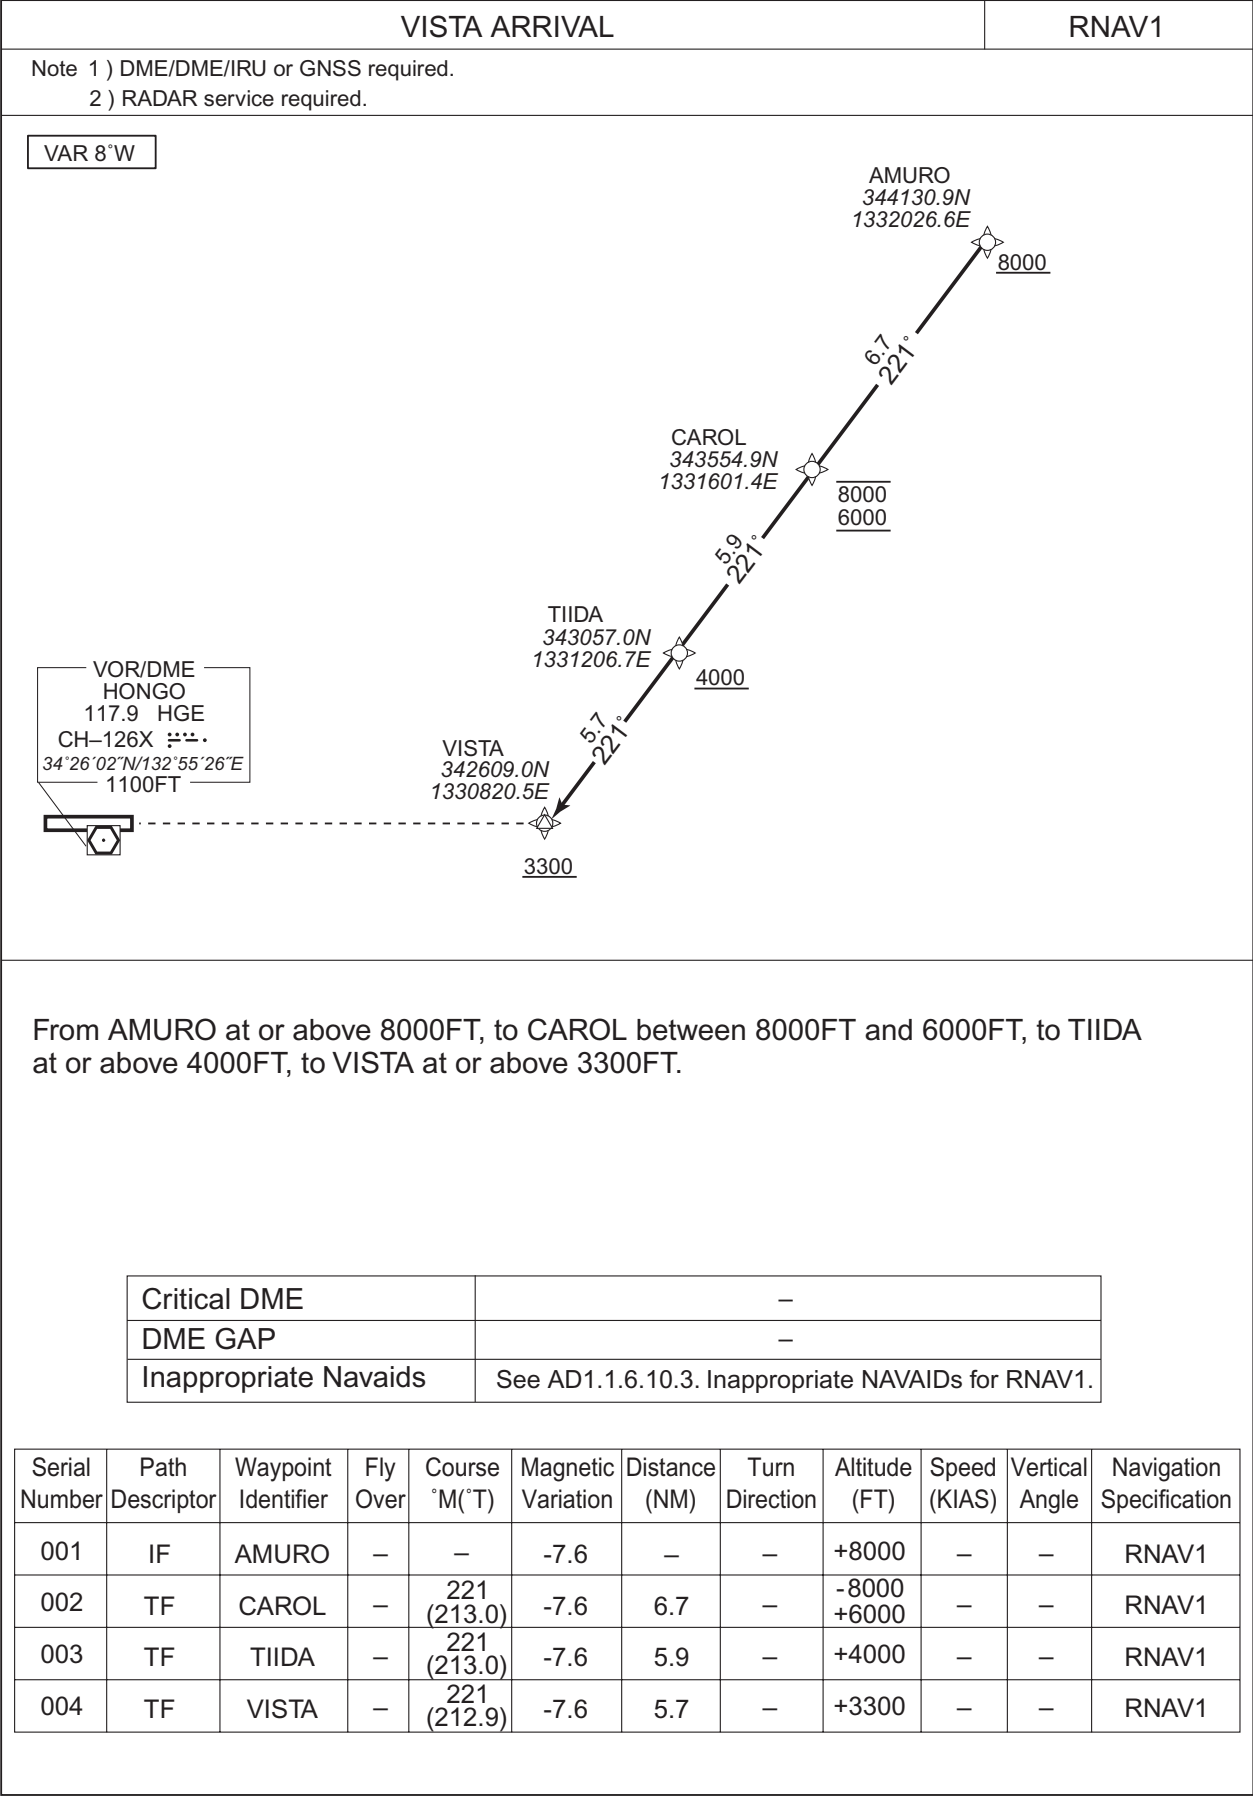 VISTA ARRIVAL
RNAV1
Note 1 ) DME/DME/IRU or GNSS required.
2 ) RADAR service required.
VAR 8˚W
AMURO
344130.9N
1332026.6E
8000
6.7
221˚
CAROL
343554.9N
1331601.4E
8000
6000
5.9
221˚
TIIDA
343057.0N
1331206.7E
4000
5.7
221˚
VOR/DME
HONGO
117.9 HGE
CH–126X
34˚26´02˝N/132˚55´26˝E
1100FT
VISTA
342609.0N
1330820.5E
3300
From AMURO at or above 8000FT, to CAROL between 8000FT and 6000FT, to TIIDA
at or above 4000FT, to VISTA at or above 3300FT.
Critical DME –
DME GAP –
Inappropriate Navaids See AD1.1.6.10.3. Inappropriate NAVAIDs for RNAV1.
Serial Path Waypoint Fly Course Magnetic Distance Turn Altitude Speed Vertical Navigation
Number Descriptor Identifier Over ˚M(˚T) Variation (NM) Direction (FT) (KIAS) Angle Specification
001 IF AMURO – – -7.6 – – +8000 – – RNAV1
002 TF CAROL – 221 (213.0) -7.6 6.7 – -8000 +6000 – – RNAV1
003 TF TIIDA – 221 (213.0) -7.6 5.9 – +4000 – – RNAV1
004 TF VISTA – 221 (212.9) -7.6 5.7 – +3300 – – RNAV1